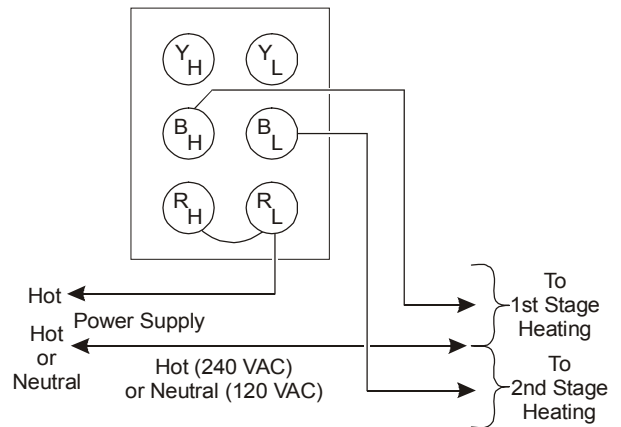 YH YL
BH BL
RH RL
Hot
Power Supply
Hot
or
Neutral
Hot (240 VAC)
or Neutral (120 VAC)
To
1st Stage
Heating
To
2nd Stage
Heating